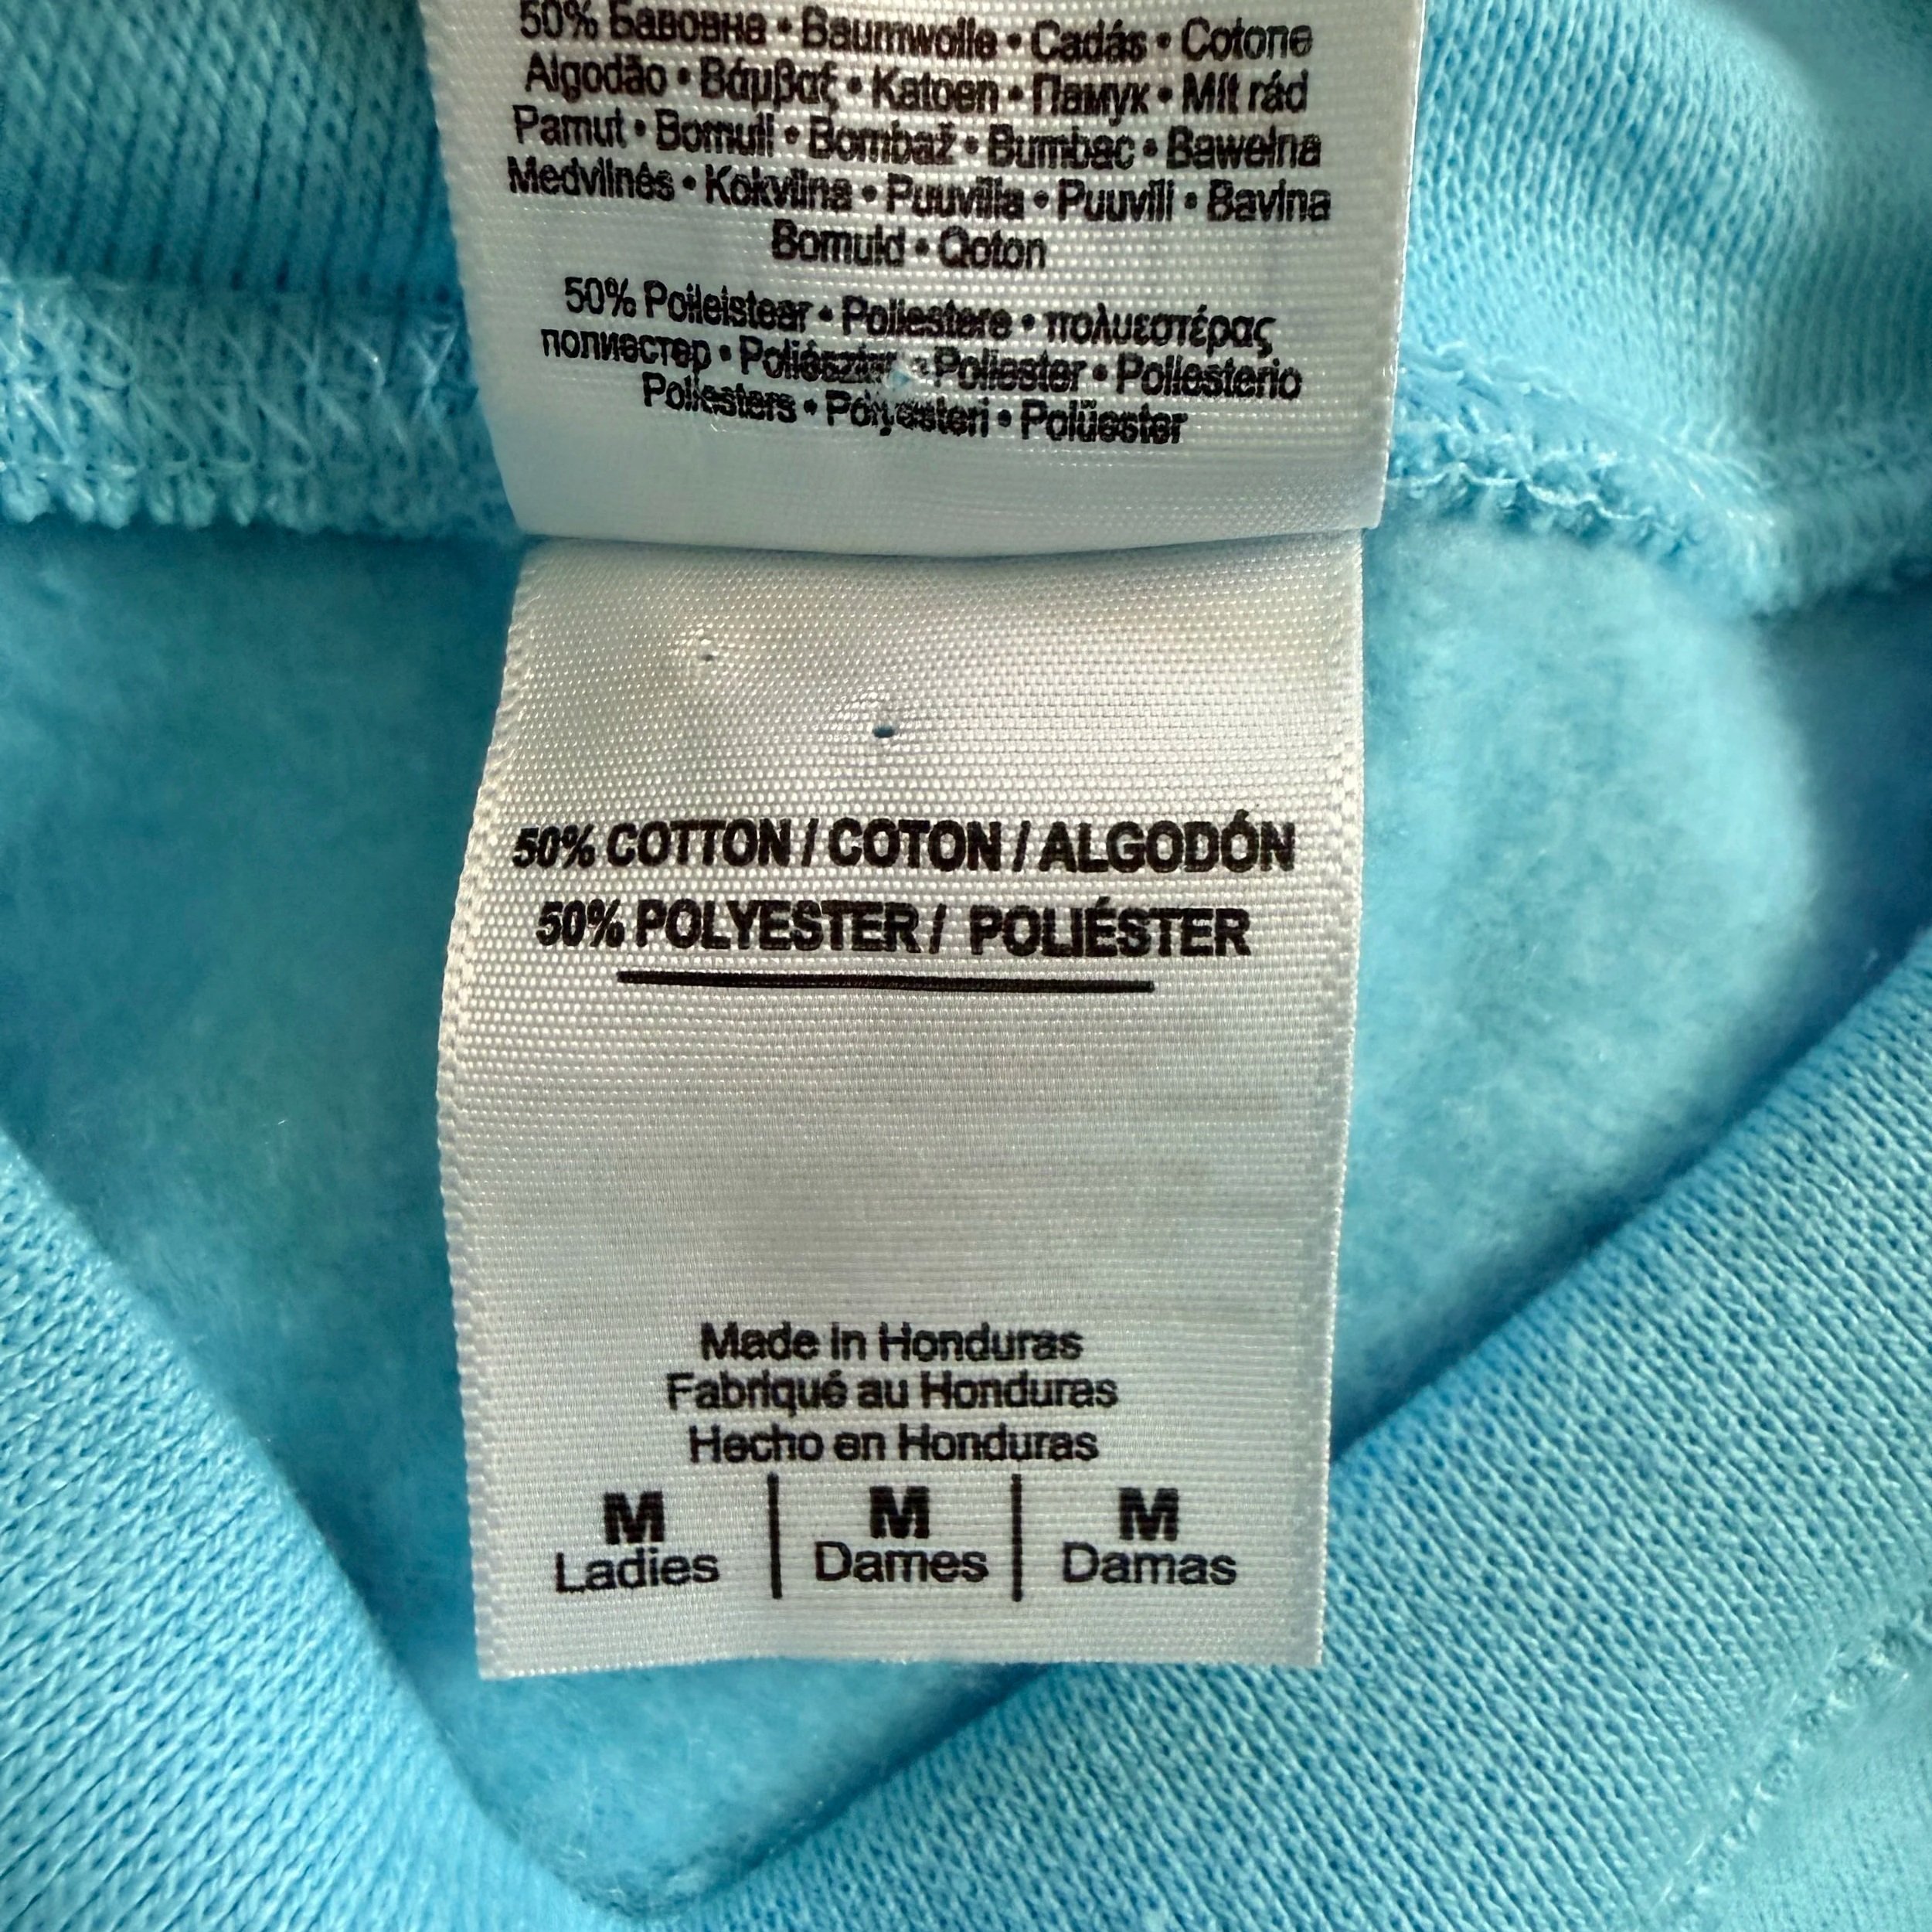 50% Бавовна • Baumwolle • Cadás • Cotone
Algodão • Βάμβαξ • Katoen • Памук • Mít rád
Pamut • Bomull • Bombaž • Bumbac • Bawełna
Medvilnės • Kokvilna • Puuvilla • Puuvill • Bavlna
Bomuld • Qoton
50% Poileistear • Poliestere • πολυεστέρας
полиестер • Poliészter • Poliester • Poliesterio
Poliesters • Polyesteri • Polüester
50% COTTON / COTON / ALGODÓN
50% POLYESTER / POLIÉSTER
Made in Honduras
Fabriqué au Honduras
Hecho en Honduras
M | M | M
Ladies | Dames | Damas